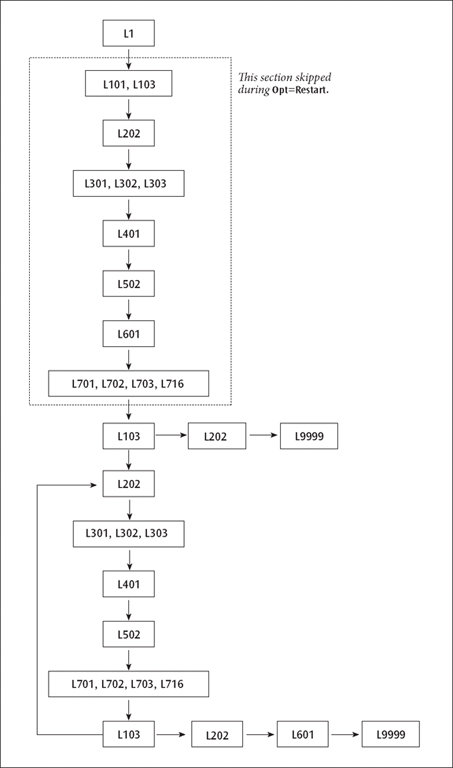 L1
L101, L103
This section skipped
during Opt=Restart.
L202
L301, L302, L303
L401
L502
L601
L701, L702, L703, L716
L103
L202
L9999
L202
L301, L302, L303
L401
L502
L701, L702, L703, L716
L103
L202
L601
L9999